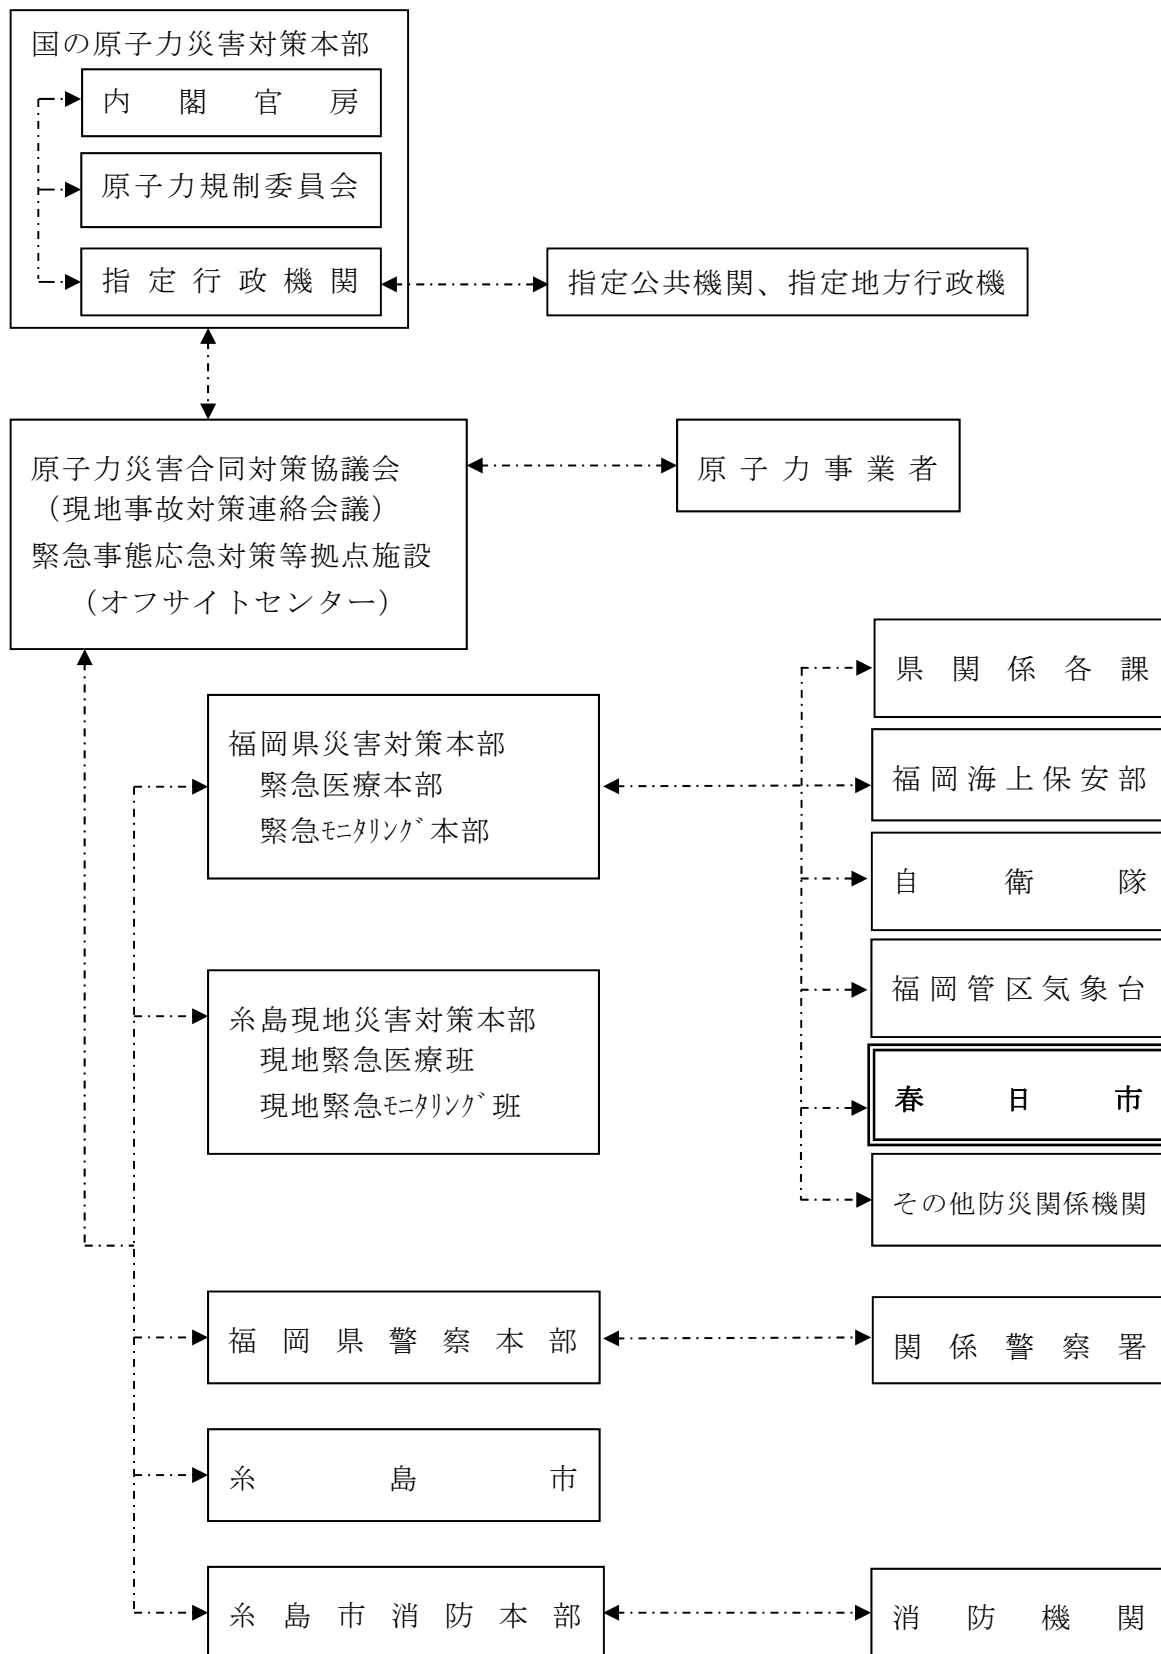 国の原子力災害対策本部
内閣官房
原子力規制委員会
指定行政機関
指定公共機関、指定地方行政機
原子力災害合同対策協議会
（現地事故対策連絡会議）
緊急事態応急対策等拠点施設
（オフサイトセンター）
原子力事業者
福岡県災害対策本部
緊急医療本部
緊急ﾓﾆﾀﾘﾝｸﾞ本部
県関係各課
福岡海上保安部
自衛隊
福岡管区気象台
春日市
その他防災関係機関
糸島現地災害対策本部
現地緊急医療班
現地緊急ﾓﾆﾀﾘﾝｸﾞ班
福岡県警察本部
関係警察署
糸島市
糸島市消防本部
消防機関